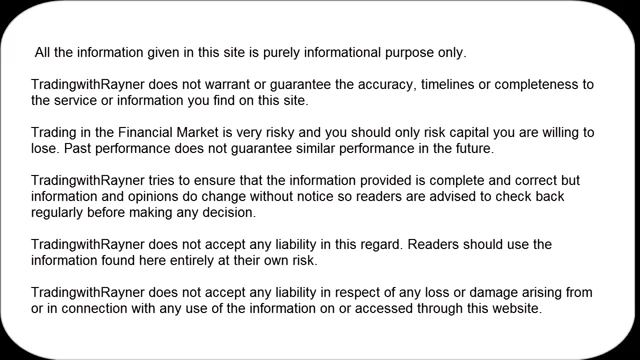 All the information given in this site is purely informational purpose only.
TradingwithRayner does not warrant or guarantee the accuracy, timelines or completeness to
the service or information you find on this site.
Trading in the Financial Market is very risky and you should only risk capital you are willing to
lose. Past performance does not guarantee similar performance in the future.
TradingwithRayner tries to ensure that the information provided is complete and correct but
information and opinions do change without notice so readers are advised to check back
regularly before making any decision.
TradingwithRayner does not accept any liability in this regard. Readers should use the
information found here entirely at their own risk.
TradingwithRayner does not accept any liability in respect of any loss or damage arising from
or in connection with any use of the information on or accessed through this website.